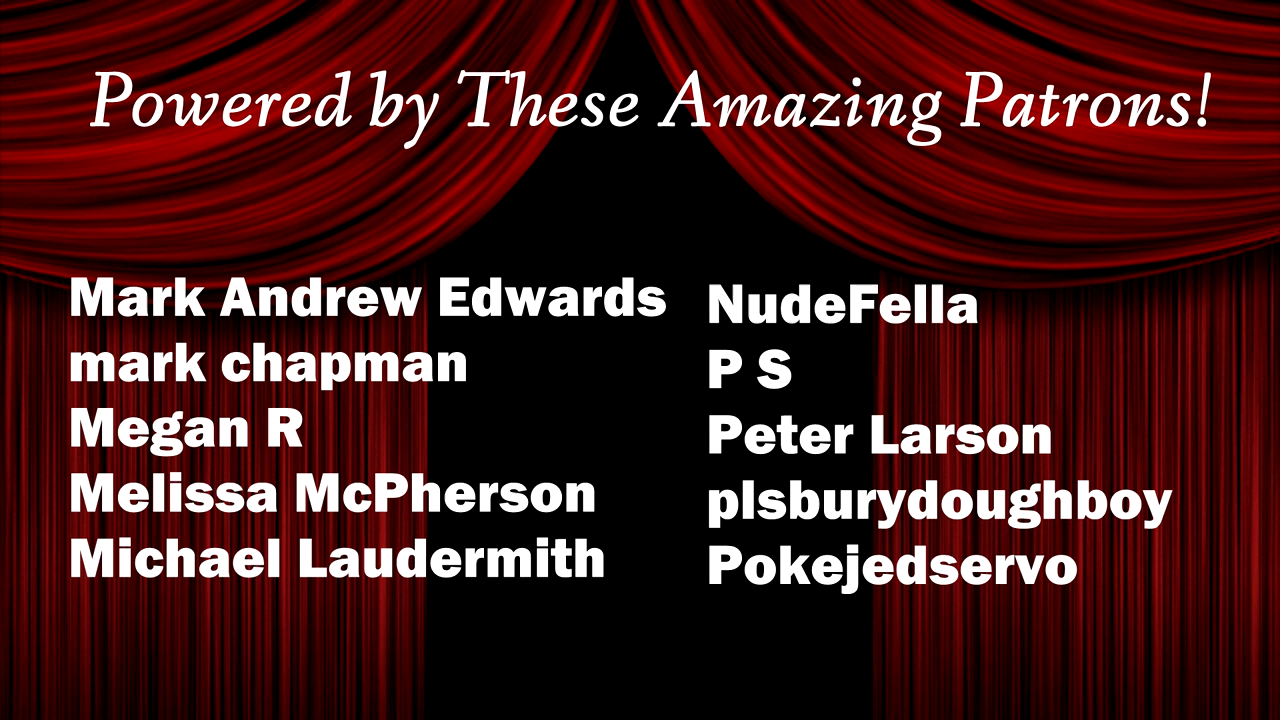 Powered by These Amazing Patrons!
Mark Andrew Edwards
mark chapman
Megan R
Melissa McPherson
Michael Laudermith
NudeFella
P S
Peter Larson
plsburydoughboy
Pokejedservo